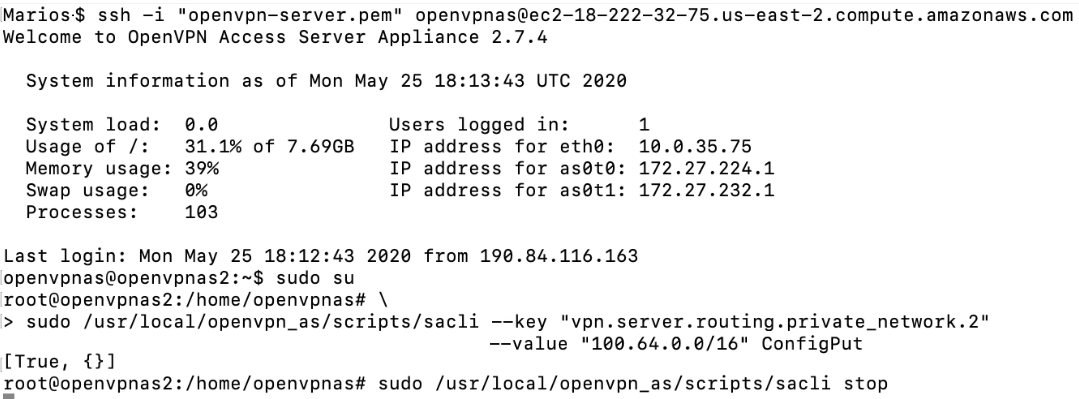 Marios$ ssh -i "openvpn-server.pem" openvpnas@ec2-18-222-32-75.us-east-2.compute.amazonaws.com
Welcome to OpenVPN Access Server Appliance 2.7.4
System information as of Mon May 25 18:13:43 UTC 2020
System load: 0.0 Users logged in: 1
Usage of /: 31.1% of 7.69GB IP address for eth0: 10.0.35.75
Memory usage: 39% IP address for as0t0: 172.27.224.1
Swap usage: 0% IP address for as0t1: 172.27.232.1
Processes: 103
Last login: Mon May 25 18:12:43 2020 from 190.84.116.163
openvpnas@openvpnas2:~$ sudo su
root@openvpnas2:/home/openvpnas# \
> sudo /usr/local/openvpn_as/scripts/sacli --key "vpn.server.routing.private_network.2"
--value "100.64.0.0/16" ConfigPut
[True, {}]
root@openvpnas2:/home/openvpnas# sudo /usr/local/openvpn_as/scripts/sacli stop